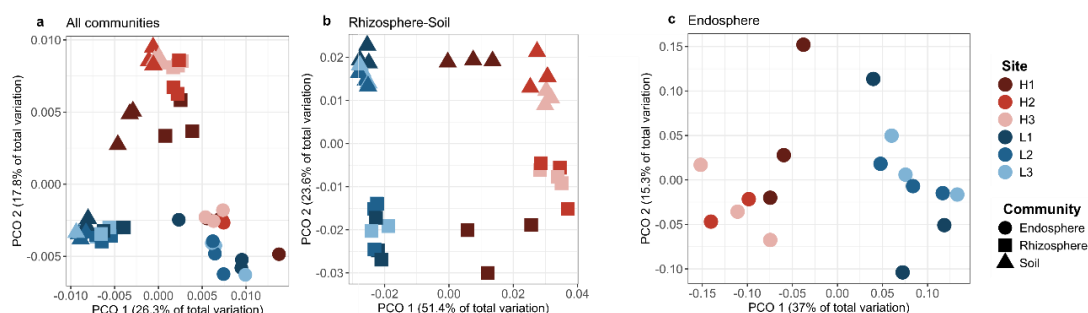 a All communities
0.010
0.005
0.000
-0.005
-0.010 -0.005 0.000 0.005 0.010
PCO 1 (26.3% of total variation)
PCO 2 (17.8% of total variation)
b Rhizosphere-Soil
0.02
0.01
0.00
-0.01
-0.02
-0.03
-0.02 0.00 0.02 0.04
PCO 1 (51.4% of total variation)
PCO 2 (23.6% of total variation)
c Endosphere
0.15
0.10
0.05
0.00
-0.05
-0.10
-0.15 -0.10 -0.05 0.00 0.05 0.10
PCO 1 (37% of total variation)
PCO 2 (15.3% of total variation)
Site
H1
H2
H3
L1
L2
L3
Community
Endosphere
Rhizosphere
Soil